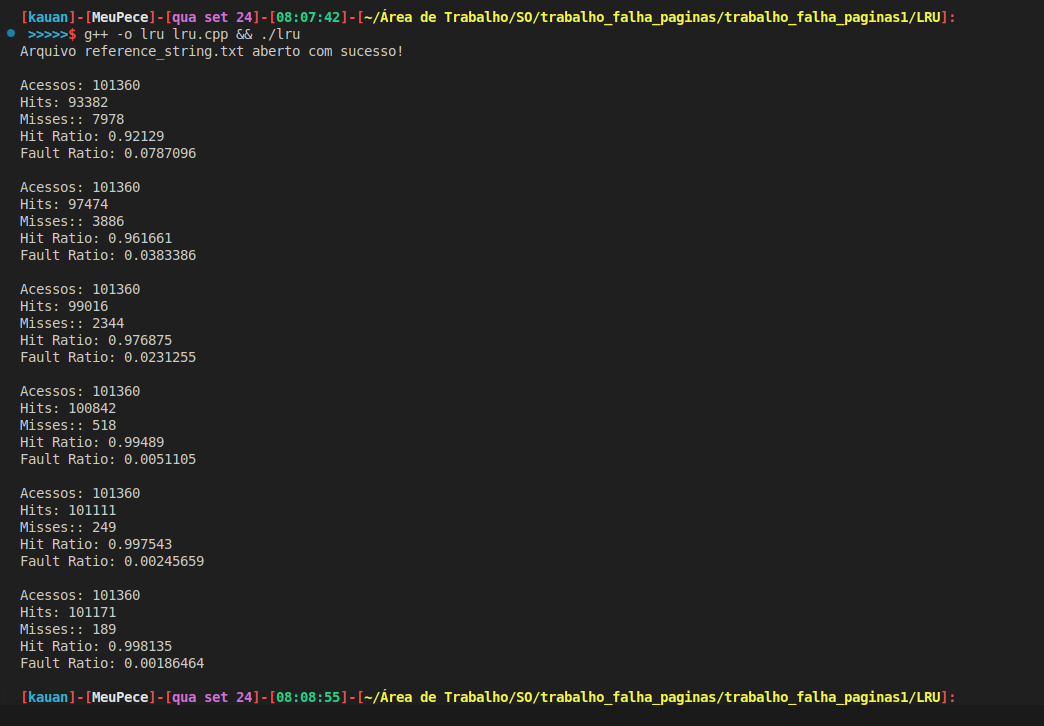 [kauan]-[MeuPece]-[qua set 24]-[08:07:42]-[~/Área de Trabalho/SO/trabalho_falha_paginas/trabalho_falha_paginas1/LRU]:
>>>>>$ g++ -o lru lru.cpp && ./lru
Arquivo reference_string.txt aberto com sucesso!
Acessos: 101360
Hits: 93382
Misses:: 7978
Hit Ratio: 0.92129
Fault Ratio: 0.0787096
Acessos: 101360
Hits: 97474
Misses:: 3886
Hit Ratio: 0.961661
Fault Ratio: 0.0383386
Acessos: 101360
Hits: 99016
Misses:: 2344
Hit Ratio: 0.976875
Fault Ratio: 0.0231255
Acessos: 101360
Hits: 100842
Misses:: 518
Hit Ratio: 0.99489
Fault Ratio: 0.0051105
Acessos: 101360
Hits: 101111
Misses:: 249
Hit Ratio: 0.997543
Fault Ratio: 0.00245659
Acessos: 101360
Hits: 101171
Misses:: 189
Hit Ratio: 0.998135
Fault Ratio: 0.00186464
[kauan]-[MeuPece]-[qua set 24]-[08:08:55]-[~/Área de Trabalho/SO/trabalho_falha_paginas/trabalho_falha_paginas1/LRU]: